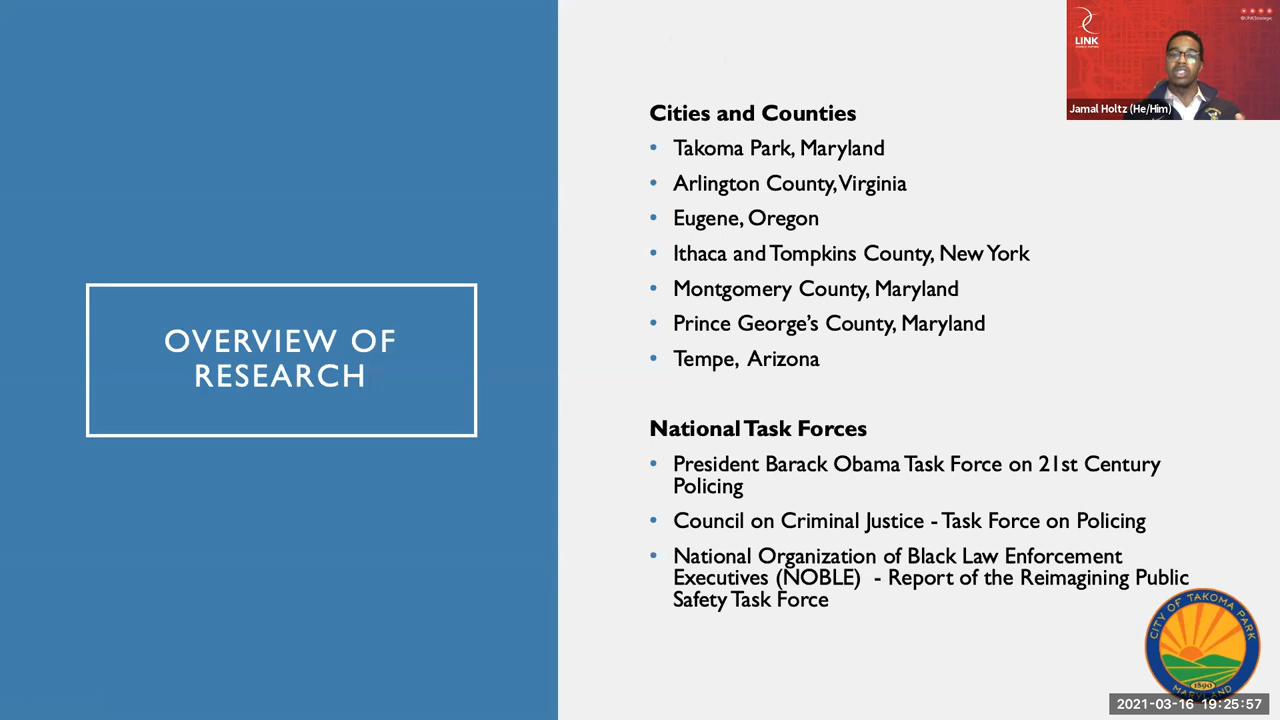 OVERVIEW OF
RESEARCH
Cities and Counties
• Takoma Park, Maryland
• Arlington County, Virginia
• Eugene, Oregon
• Ithaca and Tompkins County, New York
• Montgomery County, Maryland
• Prince George’s County, Maryland
• Tempe, Arizona
National Task Forces
• President Barack Obama Task Force on 21st Century
Policing
• Council on Criminal Justice - Task Force on Policing
• National Organization of Black Law Enforcement
Executives (NOBLE) - Report of the Reimagining Public
Safety Task Force
LINK
@LINKStrategic
Jamal Holtz (He/Him)
CITY OF TAKOMA PARK
1890
MARYLAND
2021-03-16 19:25:57